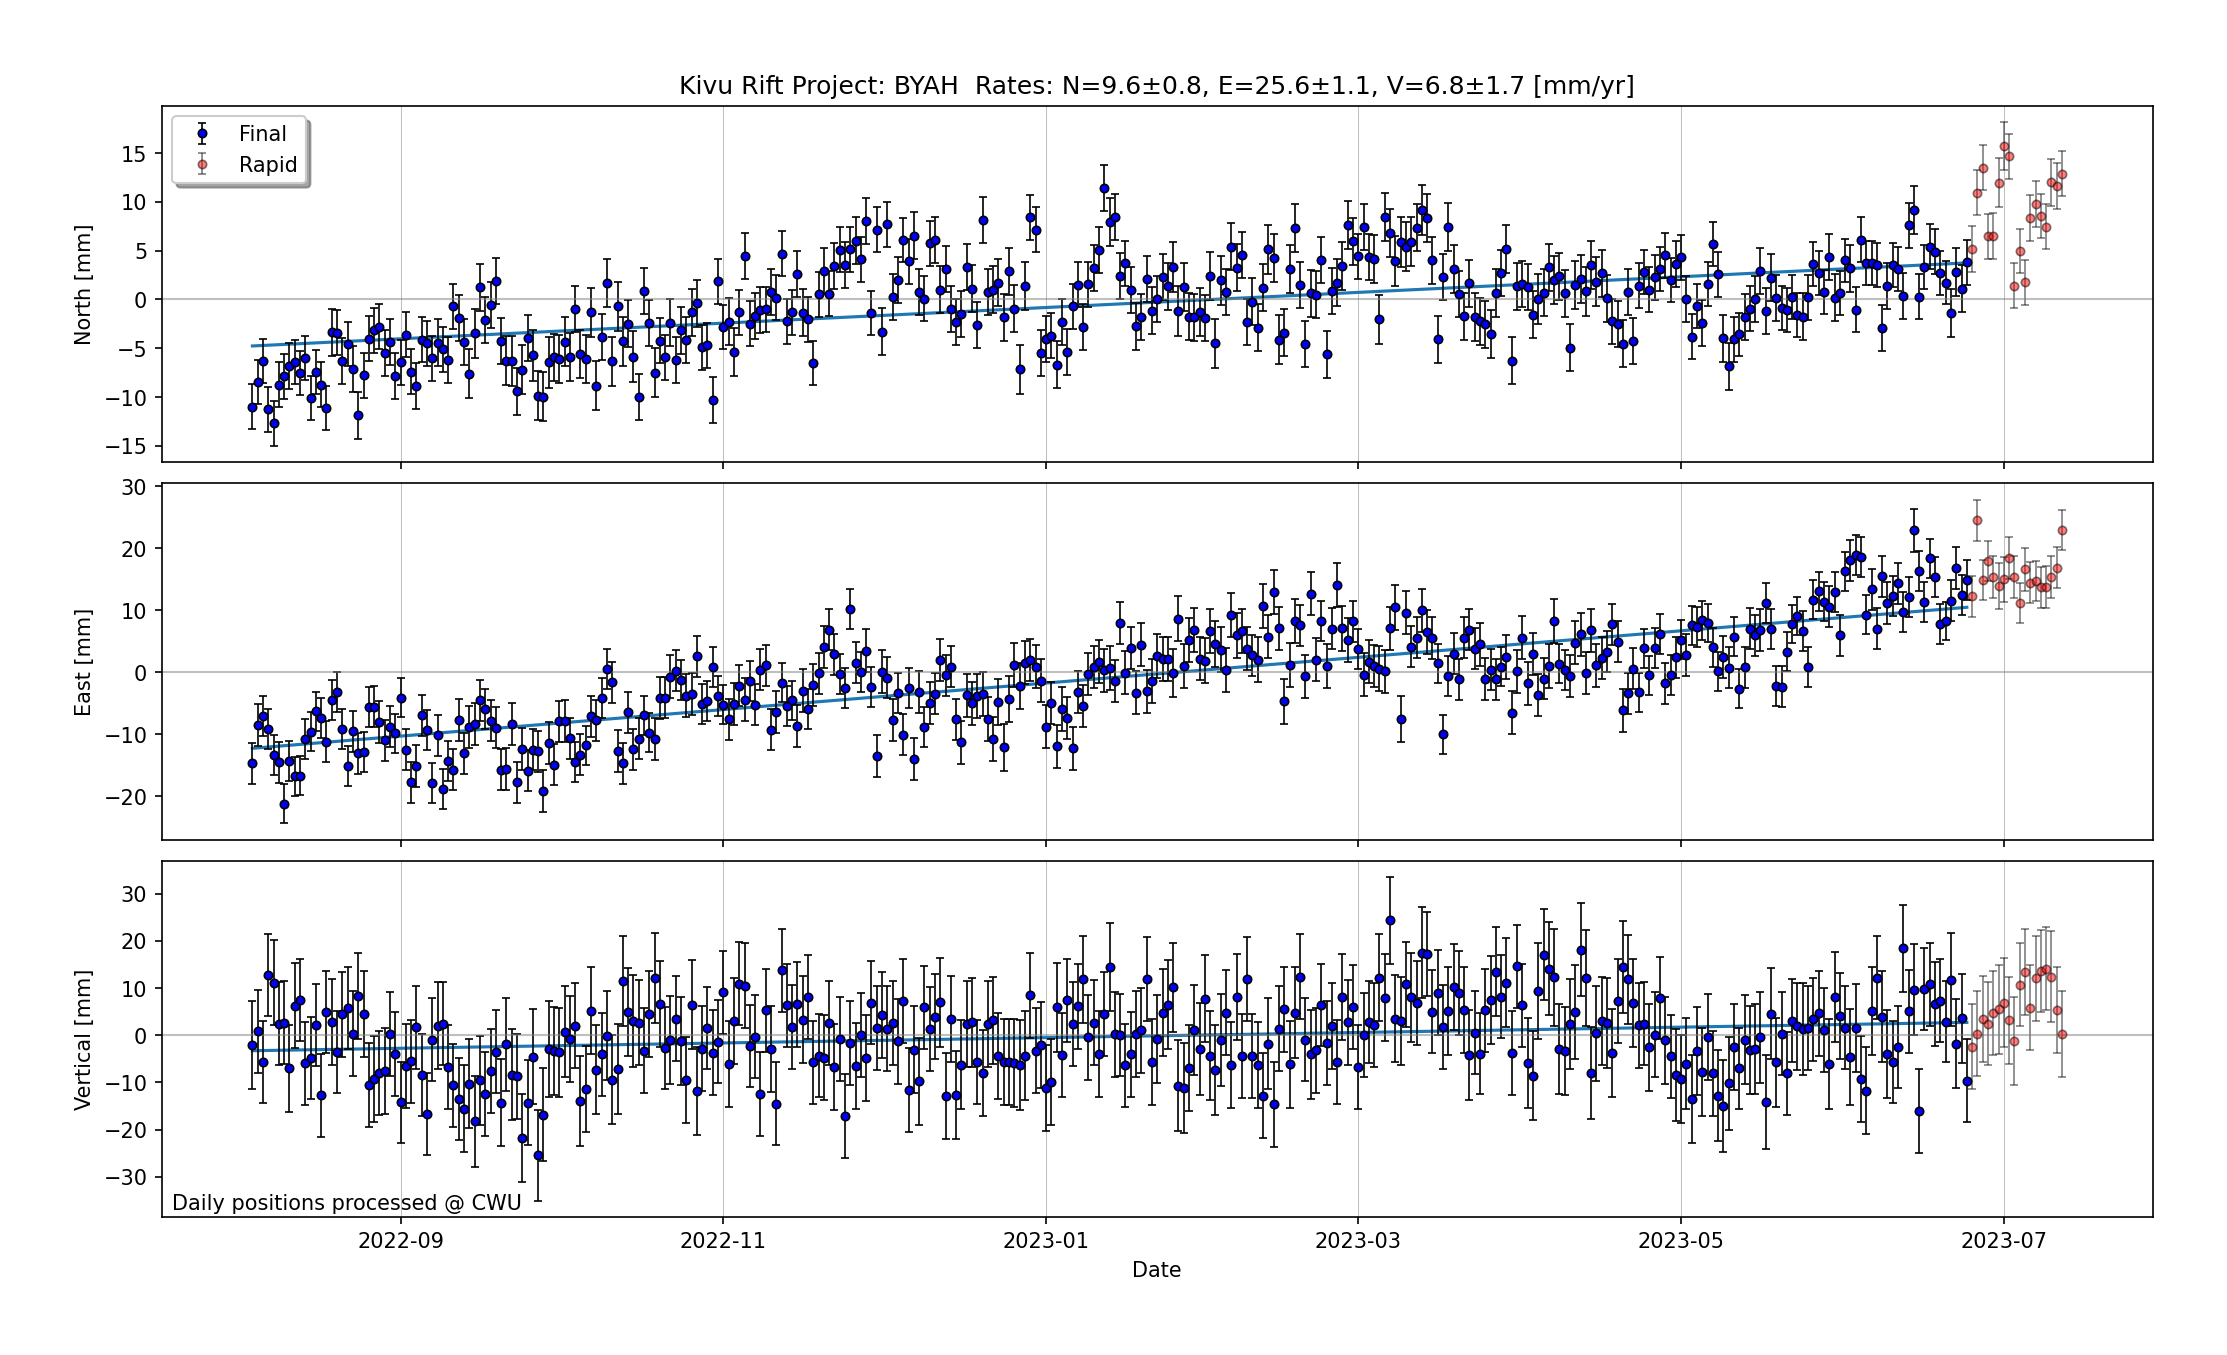 Kivu Rift Project: BYAH  Rates: N=9.6±0.8, E=25.6±1.1, V=6.8±1.7 [mm/yr]
Final
Rapid
North [mm]
15
10
5
0
−5
−10
−15
East [mm]
30
20
10
0
−10
−20
Vertical [mm]
30
20
10
0
−10
−20
−30
Daily positions processed @ CWU
2022-09 2022-11 2023-01 2023-03 2023-05 2023-07
Date